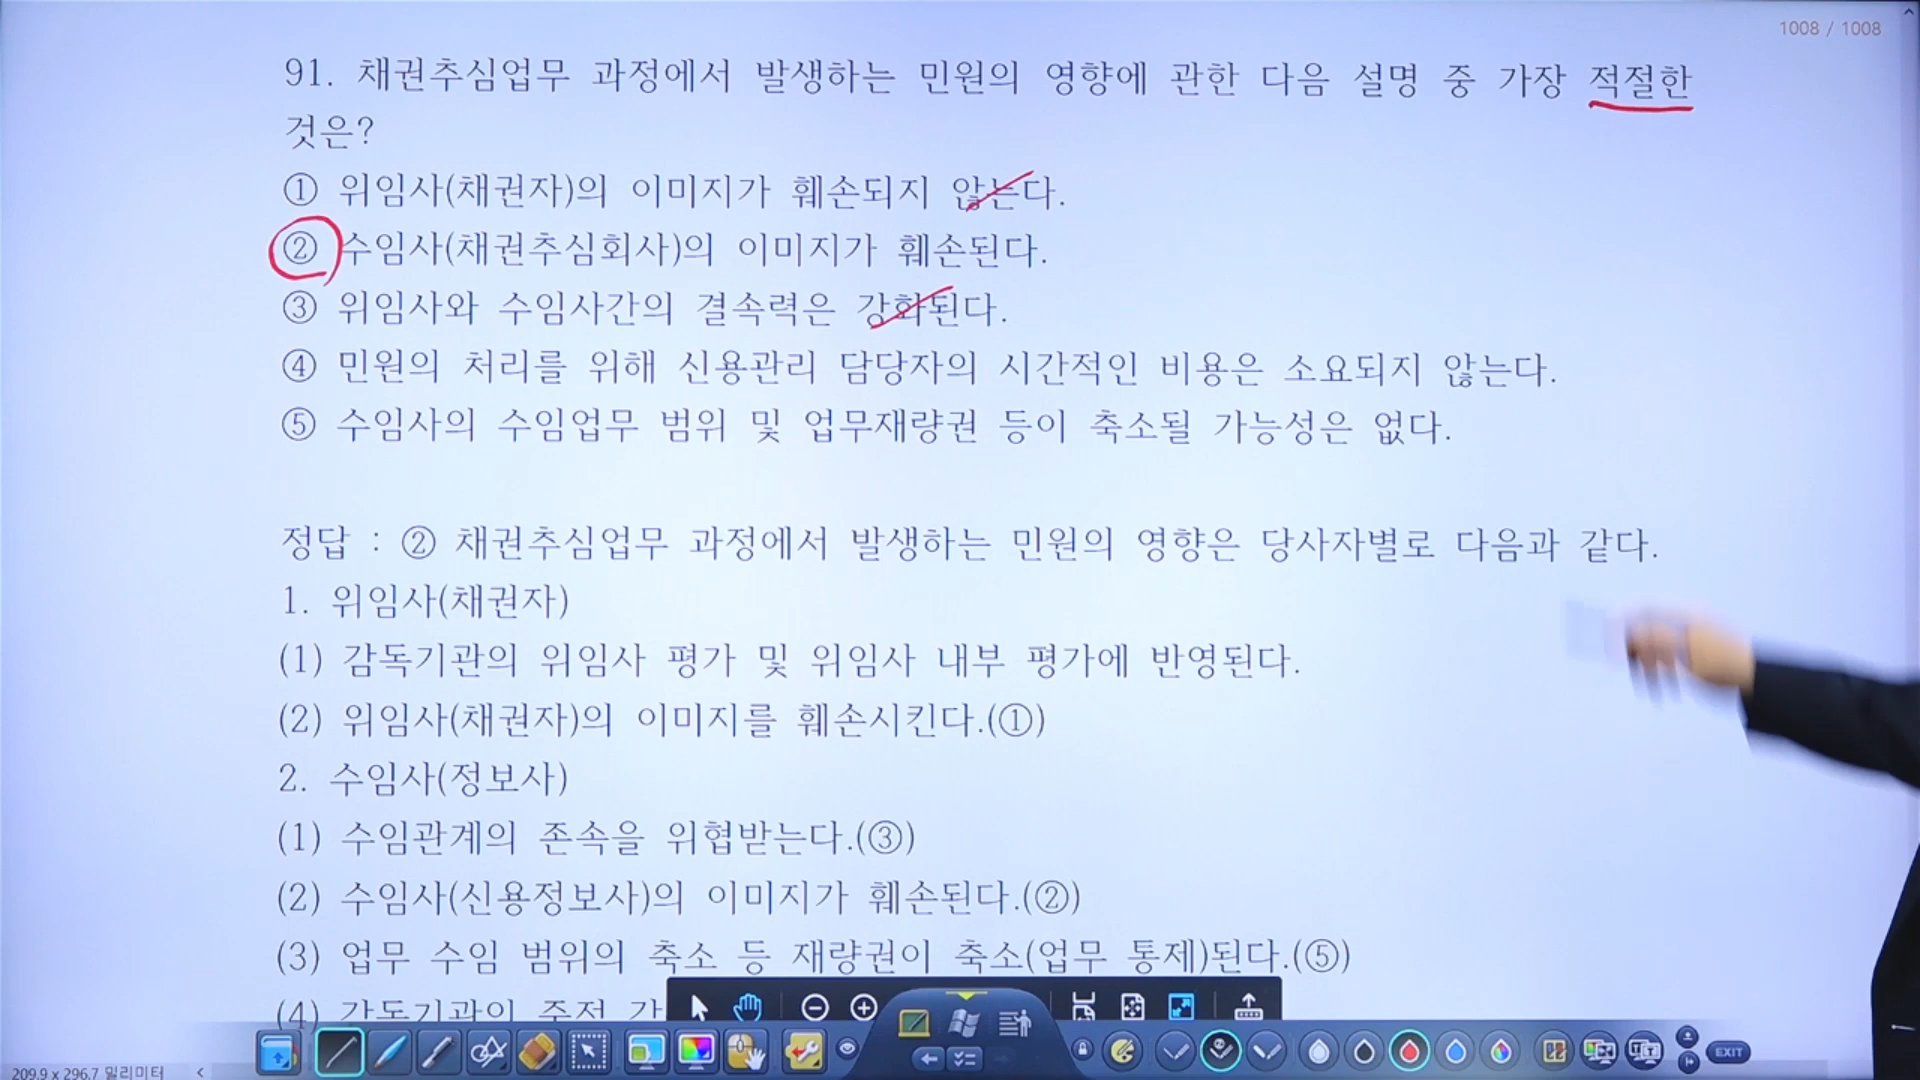 1008 / 1008
91. 채권추심업무 과정에서 발생하는 민원의 영향에 관한 다음 설명 중 가장 적절한
것은?
① 위임사(채권자)의 이미지가 훼손되지 않는다.
② 수임사(채권추심회사)의 이미지가 훼손된다.
③ 위임사와 수임사간의 결속력은 강화된다.
④ 민원의 처리를 위해 신용관리 담당자의 시간적인 비용은 소요되지 않는다.
⑤ 수임사의 수임업무 범위 및 업무재량권 등이 축소될 가능성은 없다.
정답 : ② 채권추심업무 과정에서 발생하는 민원의 영향은 당사자별로 다음과 같다.
1. 위임사(채권자)
(1) 감독기관의 위임사 평가 및 위임사 내부 평가에 반영된다.
(2) 위임사(채권자)의 이미지를 훼손시킨다.(①)
2. 수임사(정보사)
(1) 수임관계의 존속을 위협받는다.(③)
(2) 수임사(신용정보사)의 이미지가 훼손된다.(②)
(3) 업무 수임 범위의 축소 등 재량권이 축소(업무 통제)된다.(⑤)
(4)
EXIT
209.9 x 296.7 밀리미터